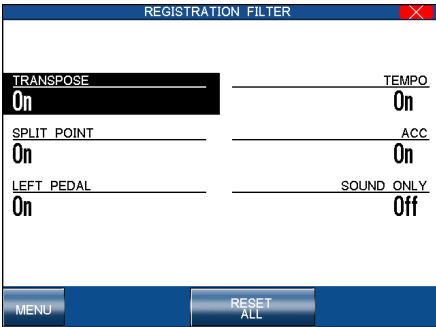 REGISTRATION FILTER
TRANSPOSE
On
TEMPO
On
SPLIT POINT
On
ACC
On
LEFT PEDAL
On
SOUND ONLY
Off
MENU
RESET
ALL